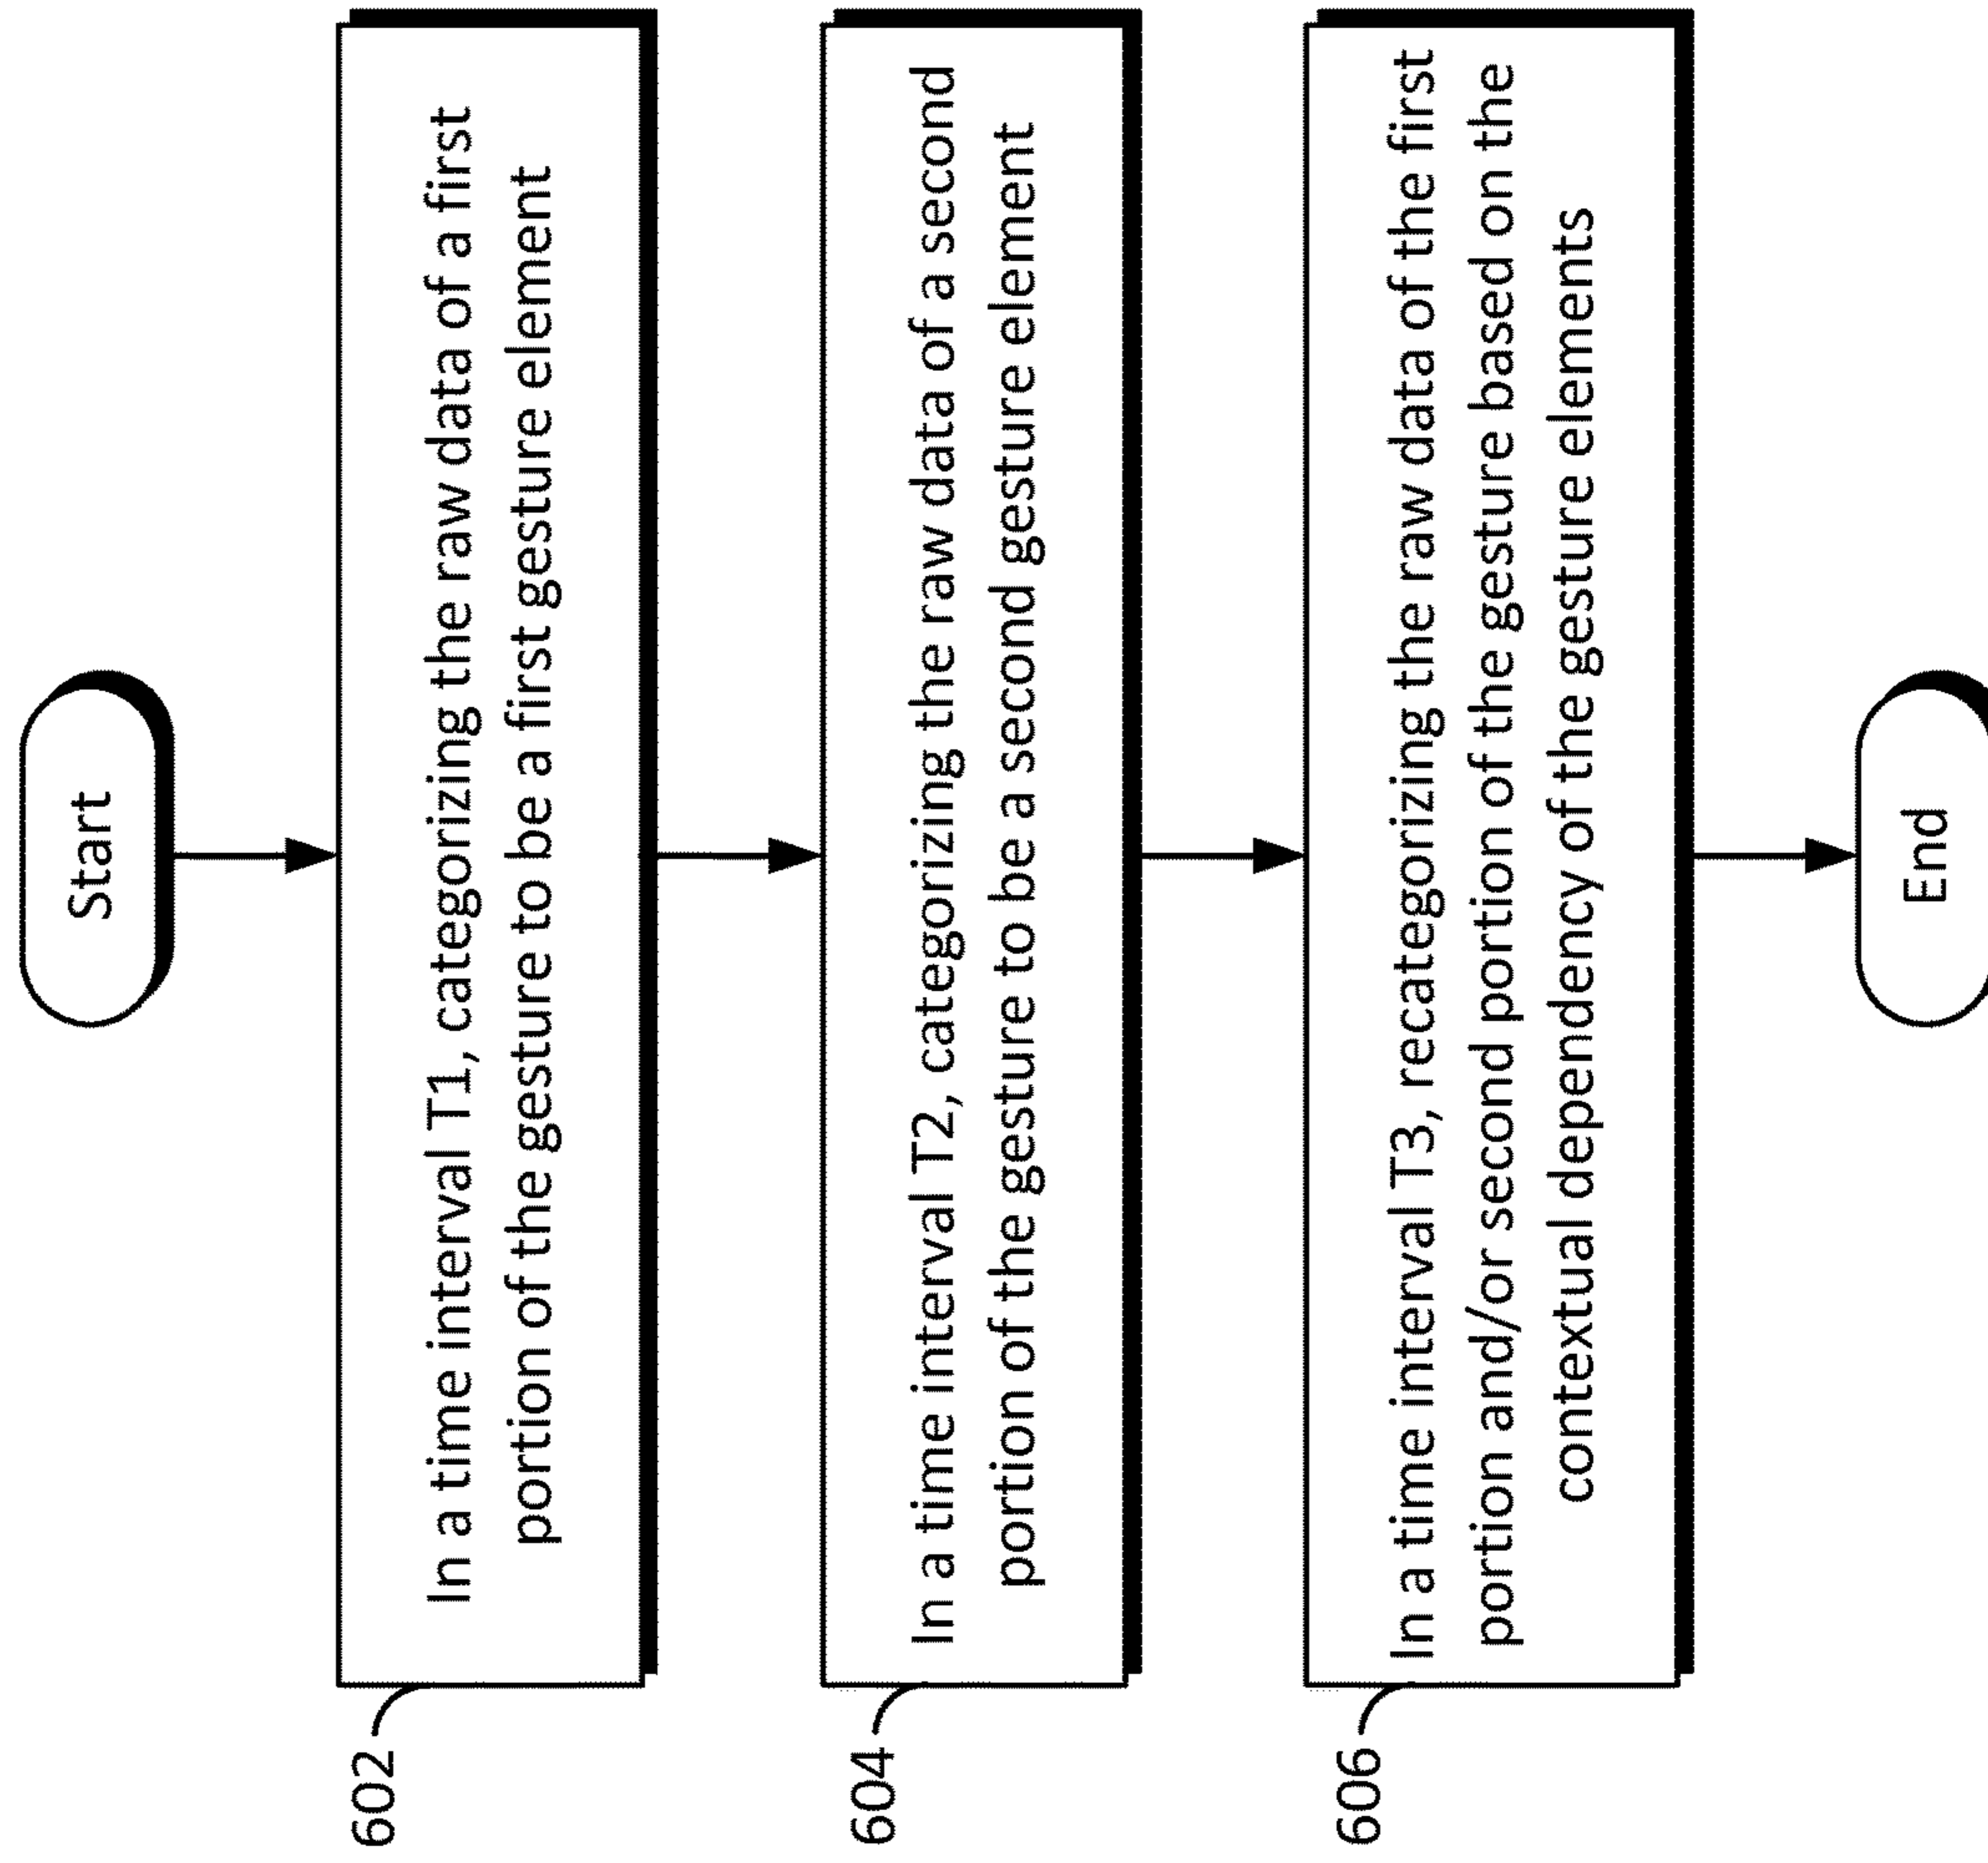 Start
602
In a time interval T1, categorizing the raw data of a first
portion of the gesture to be a first gesture element
604
In a time interval T2, categorizing the raw data of a second
portion of the gesture to be a second gesture element
606
In a time interval T3, recategorizing the raw data of the first
portion and/or second portion of the gesture based on the
contextual dependency of the gesture elements
End